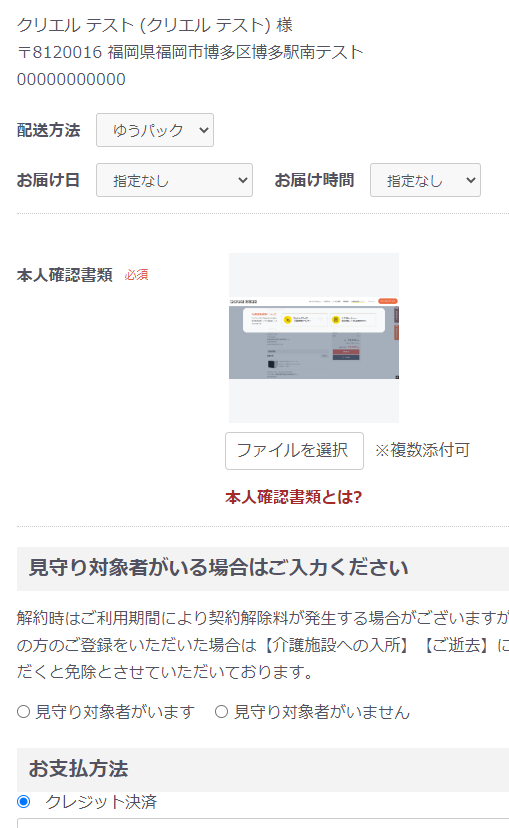 クリエル テスト (クリエル テスト) 様
〒8120016 福岡県福岡市博多区博多駅南テスト
00000000000
配送方法 ゆうパック
お届け日 指定なし お届け時間 指定なし
本人確認書類 必須
ファイルを選択 ※複数添付可
本人確認書類とは?
見守り対象者がいる場合はご入力ください
解約時はご利用期間により契約解除料が発生する場合がございますが
の方のご登録をいただいた場合は【介護施設への入所】【ご逝去】に
だくと免除とさせていただいております。
見守り対象者がいます 見守り対象者がいません
お支払方法
クレジット決済